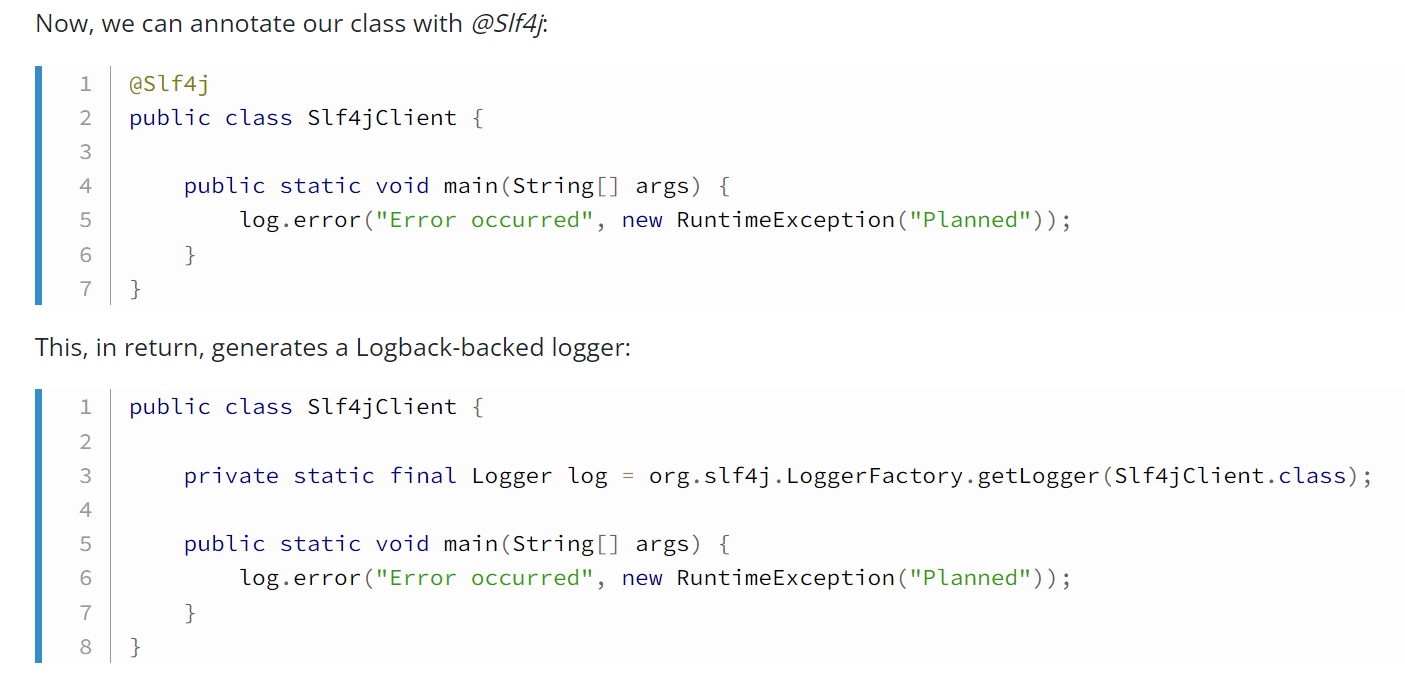 Now, we can annotate our class with @Slf4j:
1 @Slf4j
2 public class Slf4jClient {
3
4     public static void main(String[] args) {
5         log.error("Error occurred", new RuntimeException("Planned"));
6     }
7 }
This, in return, generates a Logback-backed logger:
1 public class Slf4jClient {
2
3     private static final Logger log = org.slf4j.LoggerFactory.getLogger(Slf4jClient.class);
4
5     public static void main(String[] args) {
6         log.error("Error occurred", new RuntimeException("Planned"));
7     }
8 }